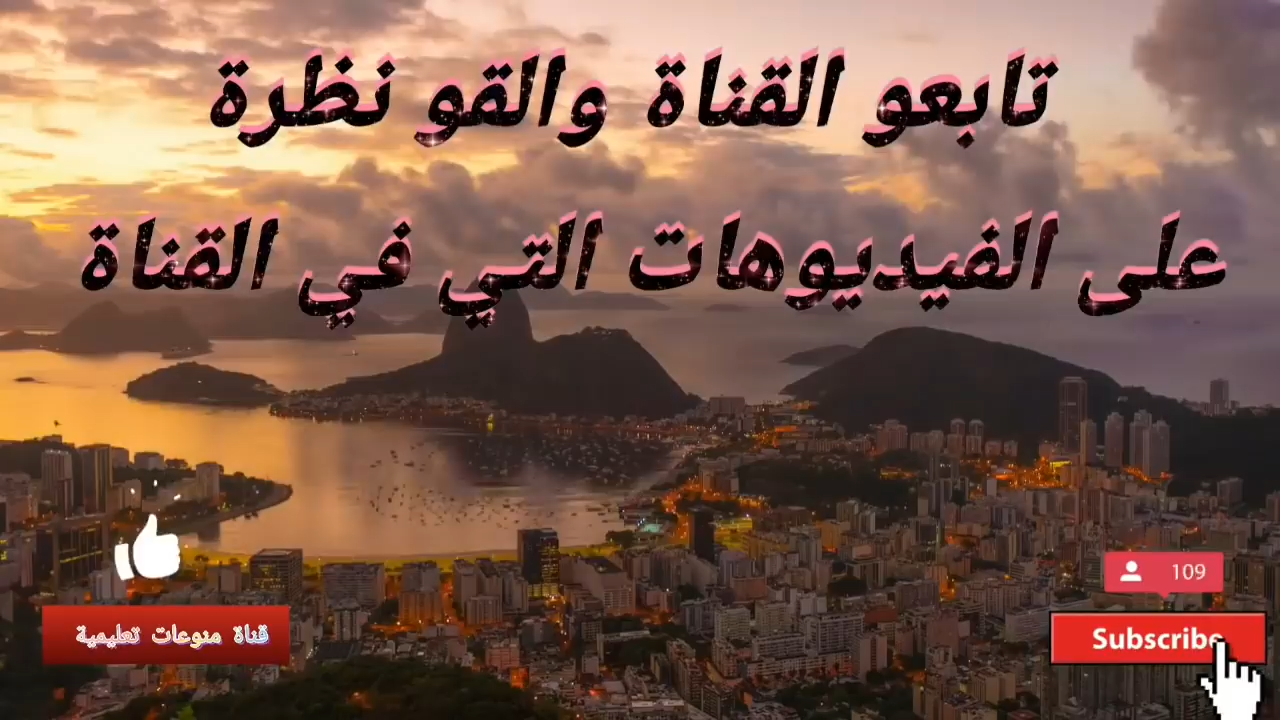 تابعو القناة والقو نظرة
على الفيديوهات التي في القناة
109
قناة منوعات تعليمية
Subscribe